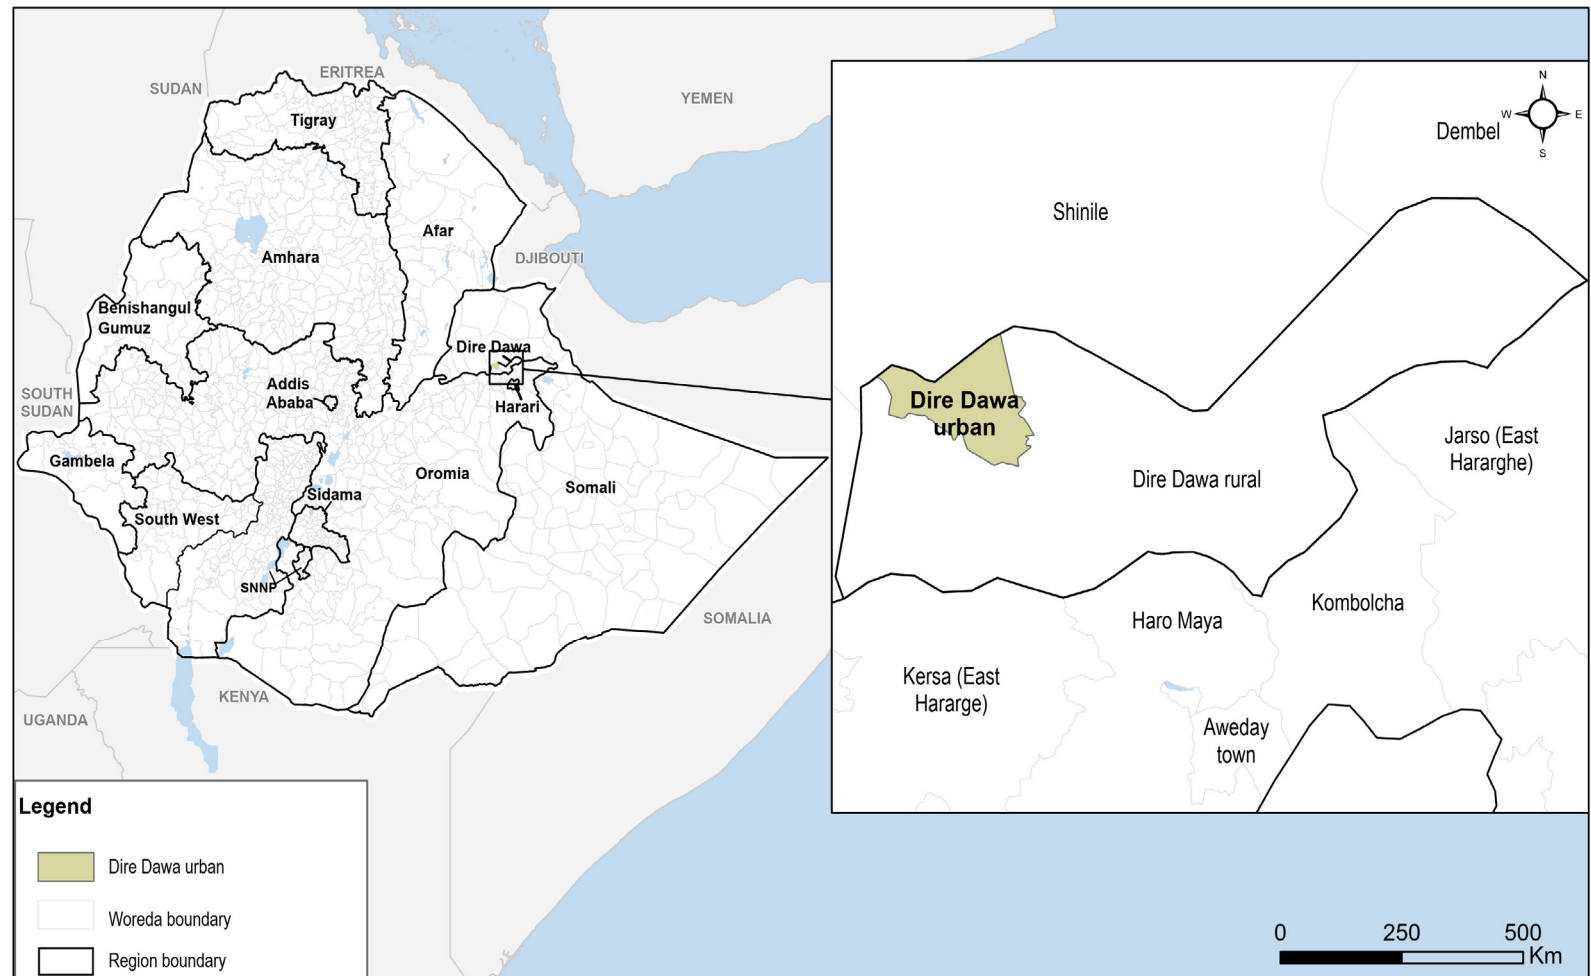 SUDAN
ERITREA
YEMEN
Tigray
Afar
Amhara
DJIBOUTI
Benishangul
Gumuz
Dire Dawa
SOUTH
SUDAN
Addis
Ababa
Harari
Gambela
Oromia
Somali
Sidama
South West
SNNP
SOMALIA
KENYA
UGANDA
N
W
E
S
Dembel
Shinile
Dire Dawa
urban
Jarso (East
Hararghe)
Dire Dawa rural
Kombolcha
Haro Maya
Kersa (East
Hararge)
Aweday
town
Legend
Dire Dawa urban
Woreda boundary
Region boundary
0 250 500
Km